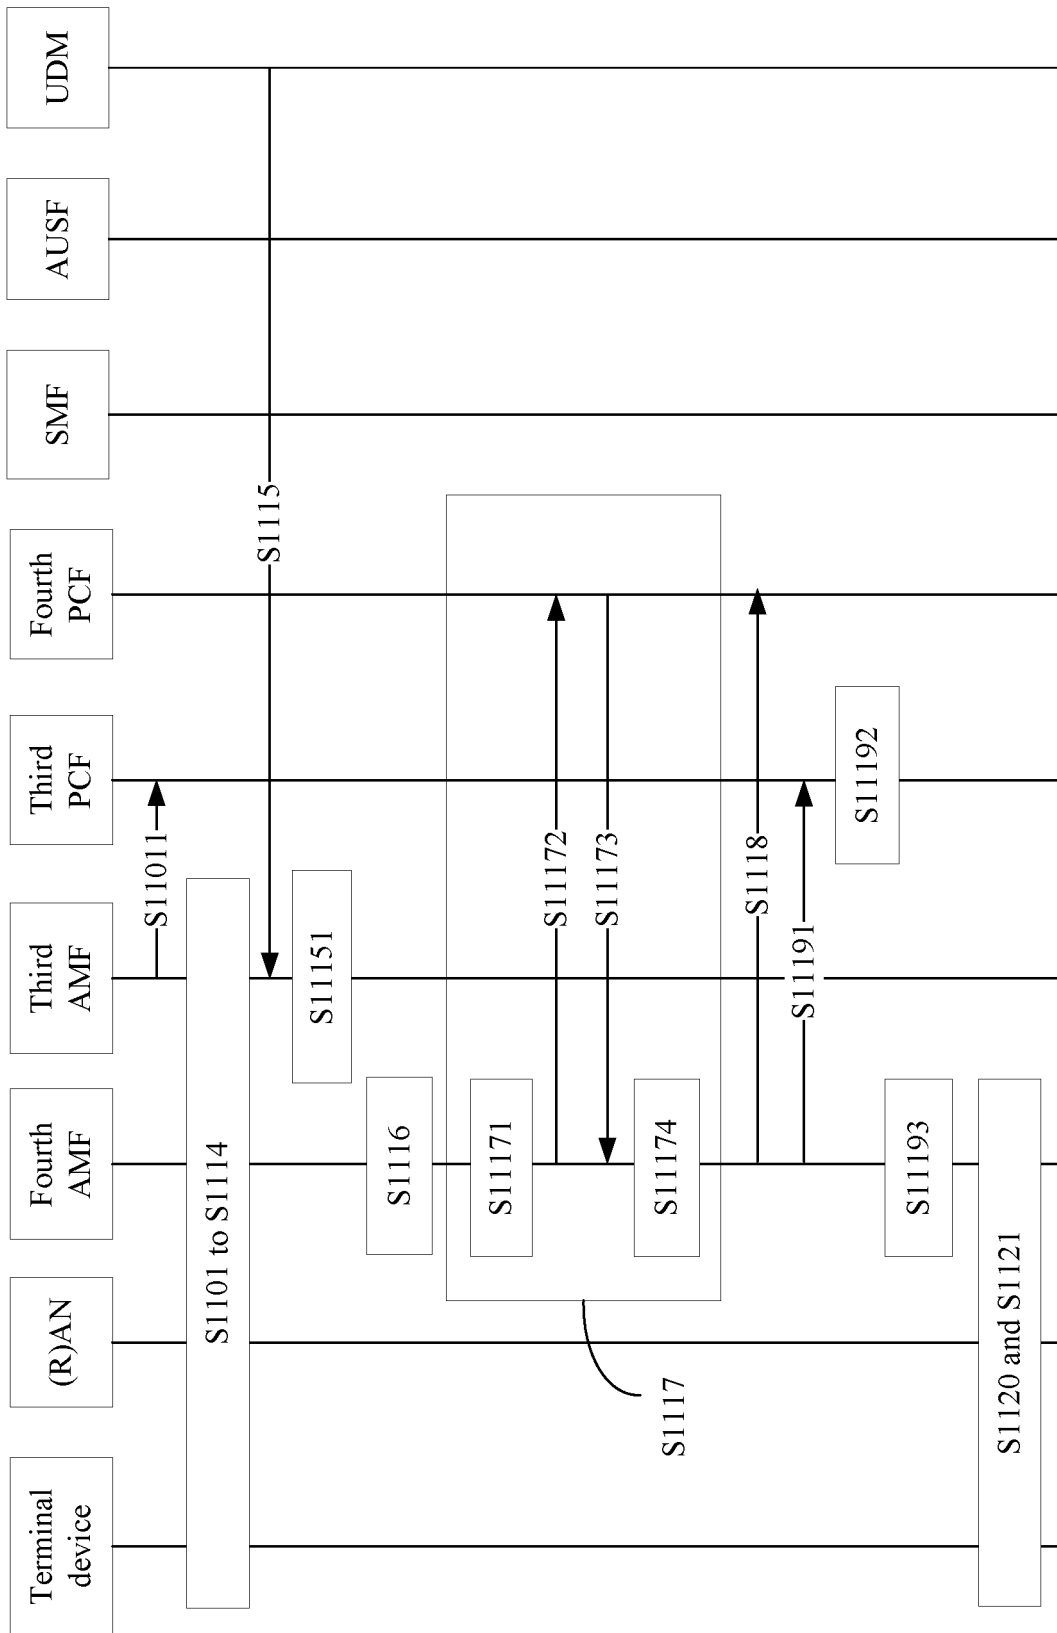 Terminal
device
(R)AN
Fourth
AMF
Third
AMF
Third
PCF
Fourth
PCF
SMF
AUSF
UDM
S11011
S1101 to S1114
S1115
S11151
S1116
S11171
S11172
S11173
S11174
S1117
S1118
S11191
S11192
S11193
S1120 and S1121